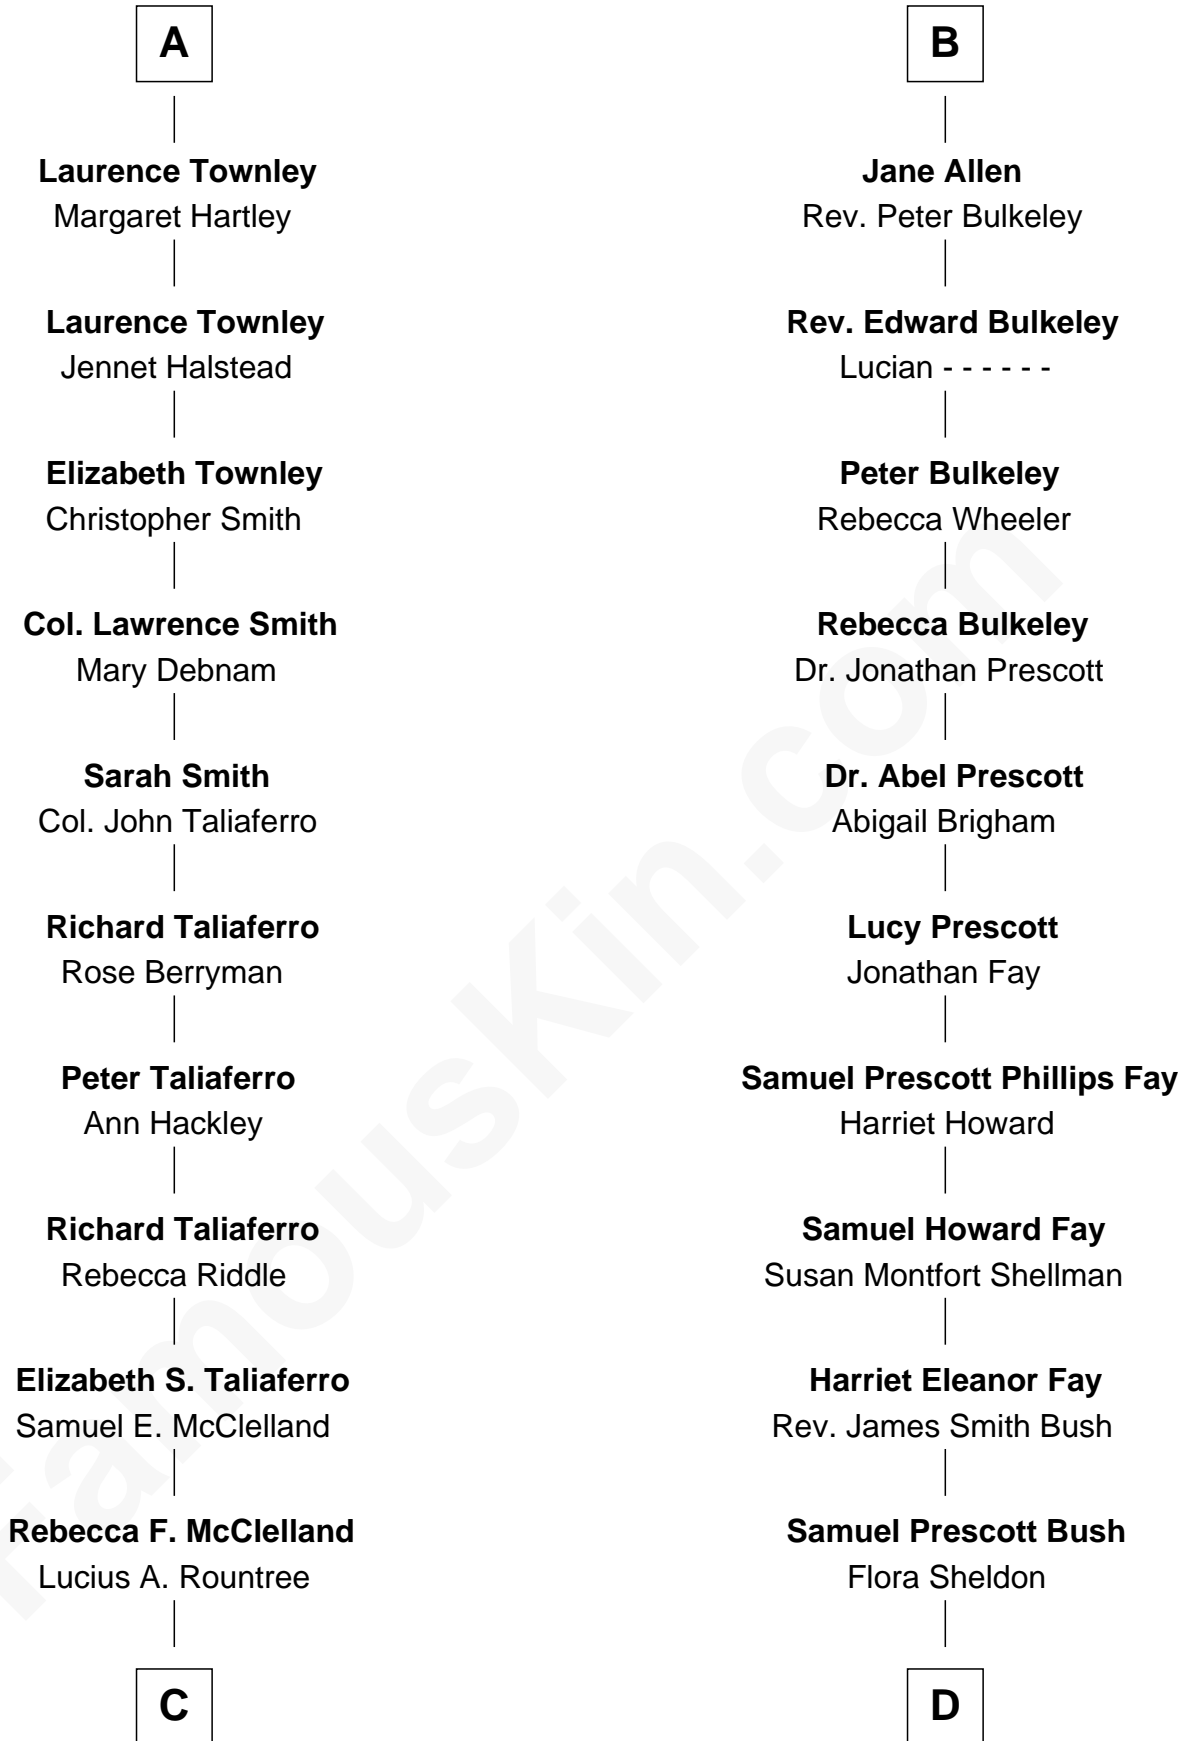 A
Laurence Townley
Margaret Hartley
Laurence Townley
Jennet Halstead
Elizabeth Townley
Christopher Smith
Col. Lawrence Smith
Mary Debnam
Sarah Smith
Col. John Taliaferro
Richard Taliaferro
Rose Berryman
Peter Taliaferro
Ann Hackley
Richard Taliaferro
Rebecca Riddle
Elizabeth S. Taliaferro
Samuel E. McClelland
Rebecca F. McClelland
Lucius A. Rountree
C
B
Jane Allen
Rev. Peter Bulkeley
Rev. Edward Bulkeley
Lucian - - - - - -
Peter Bulkeley
Rebecca Wheeler
Rebecca Bulkeley
Dr. Jonathan Prescott
Dr. Abel Prescott
Abigail Brigham
Lucy Prescott
Jonathan Fay
Samuel Prescott Phillips Fay
Harriet Howard
Samuel Howard Fay
Susan Montfort Shellman
Harriet Eleanor Fay
Rev. James Smith Bush
Samuel Prescott Bush
Flora Sheldon
D
FamousKin.com